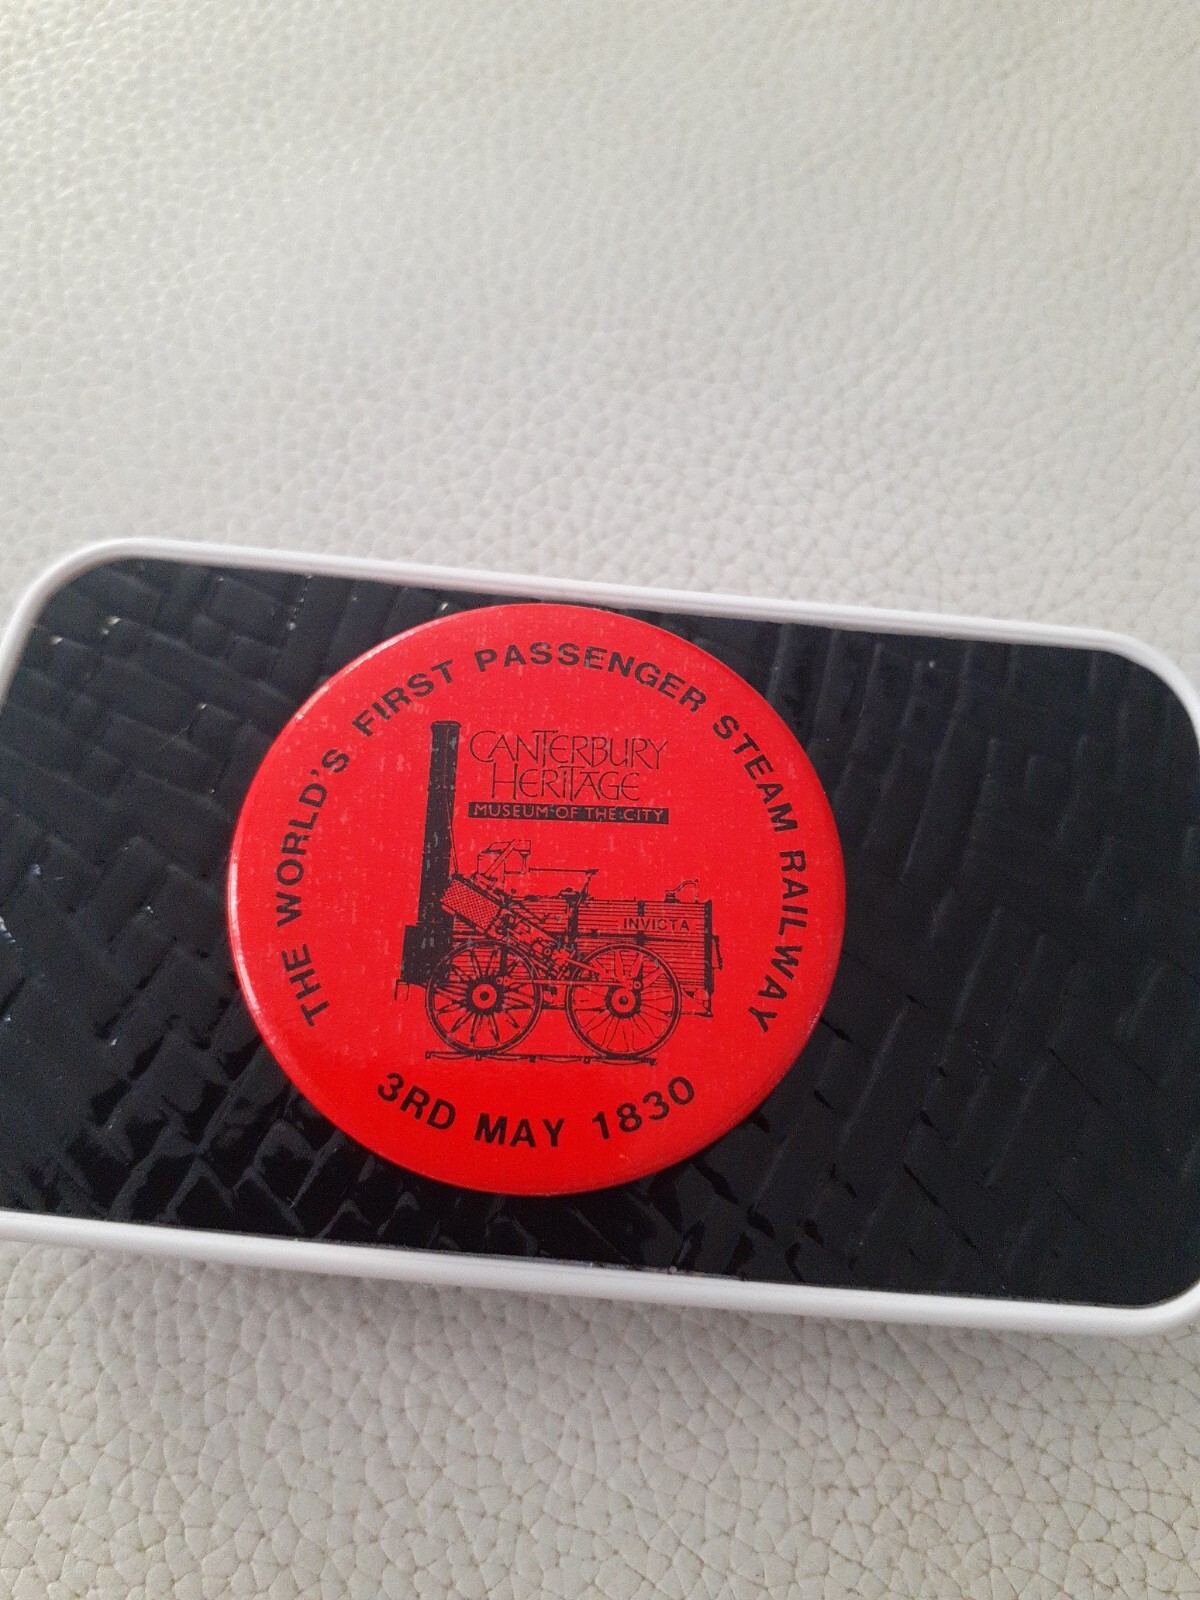 THE WORLD'S FIRST PASSENGER STEAM RAILWAY
CANTERBURY
HERITAGE
MUSEUM·OF THE·CITY
INVICTA
3RD MAY 1830